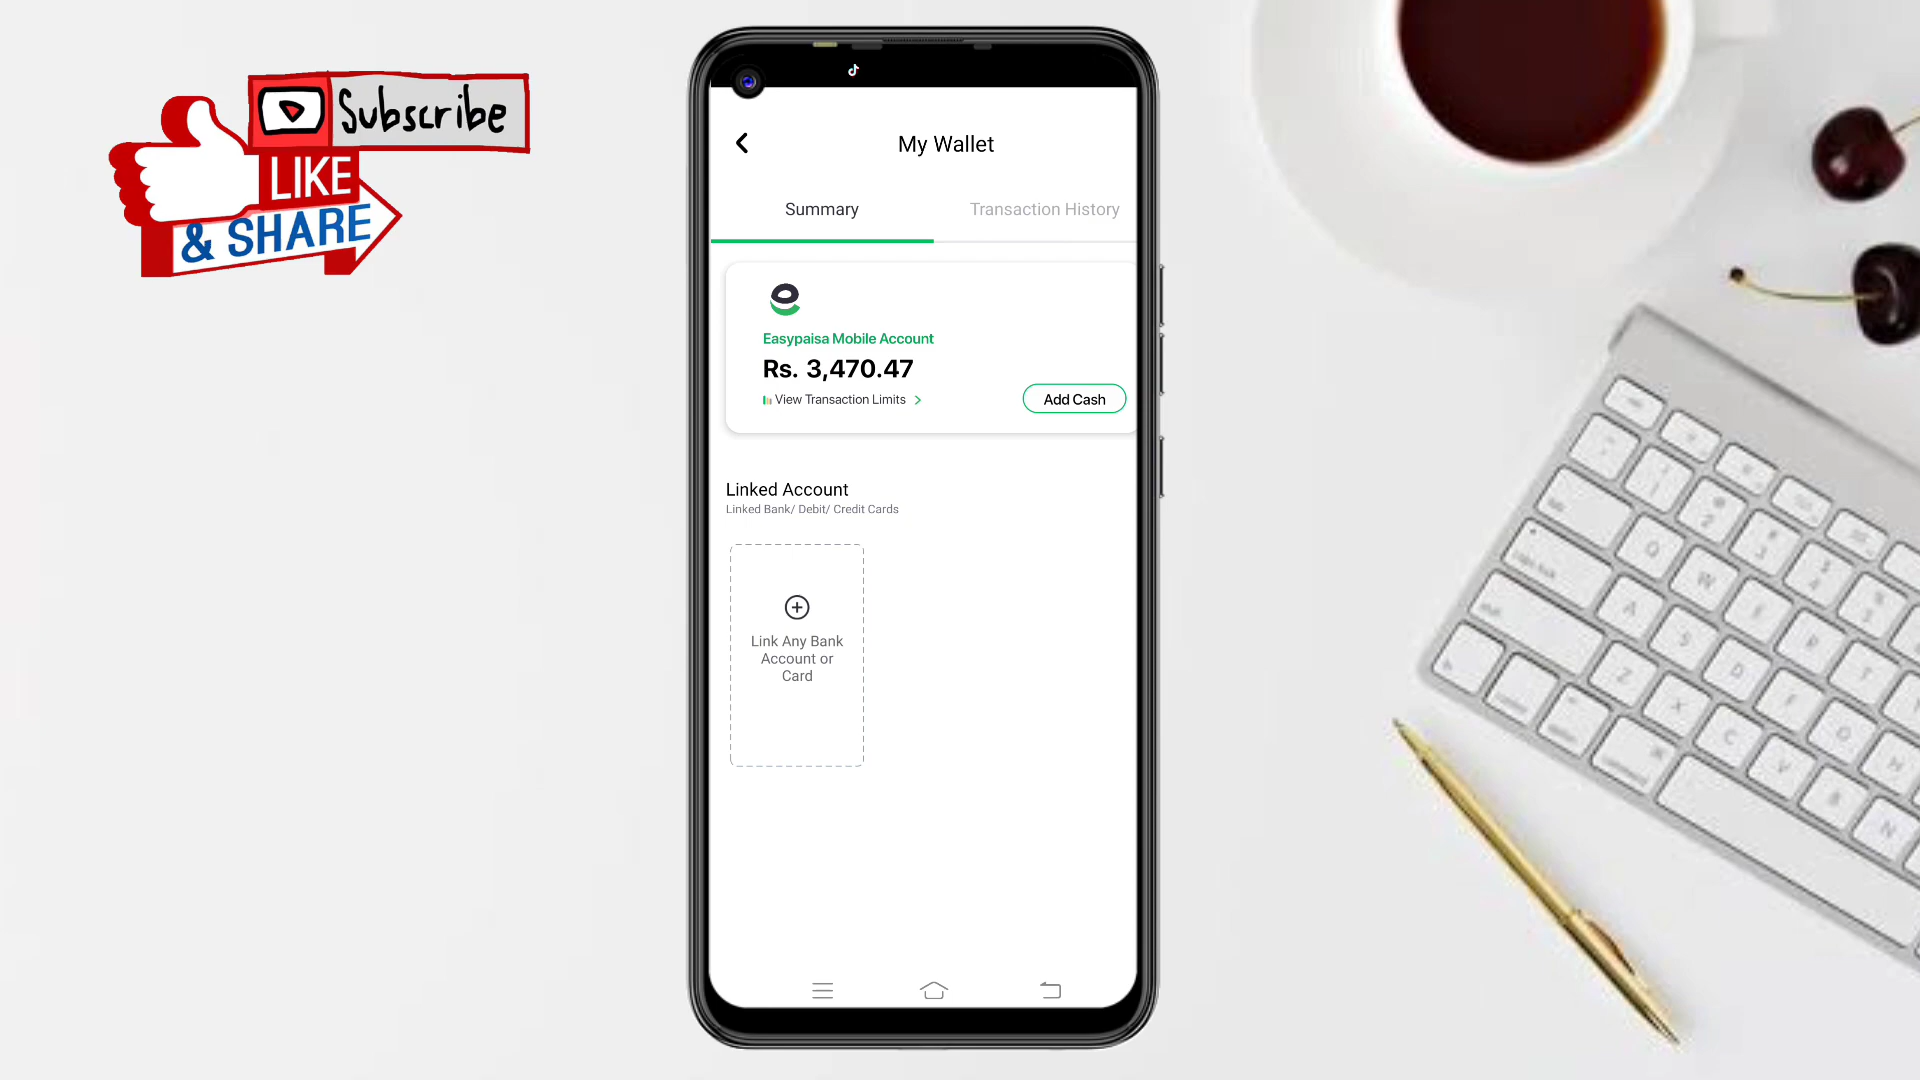 Subscribe
LIKE
& SHARE
My Wallet
Summary
Transaction History
Easypaisa Mobile Account
Rs. 3,470.47
View Transaction Limits
Add Cash
Linked Account
Linked Bank/ Debit/ Credit Cards
Link Any Bank
Account or
Card